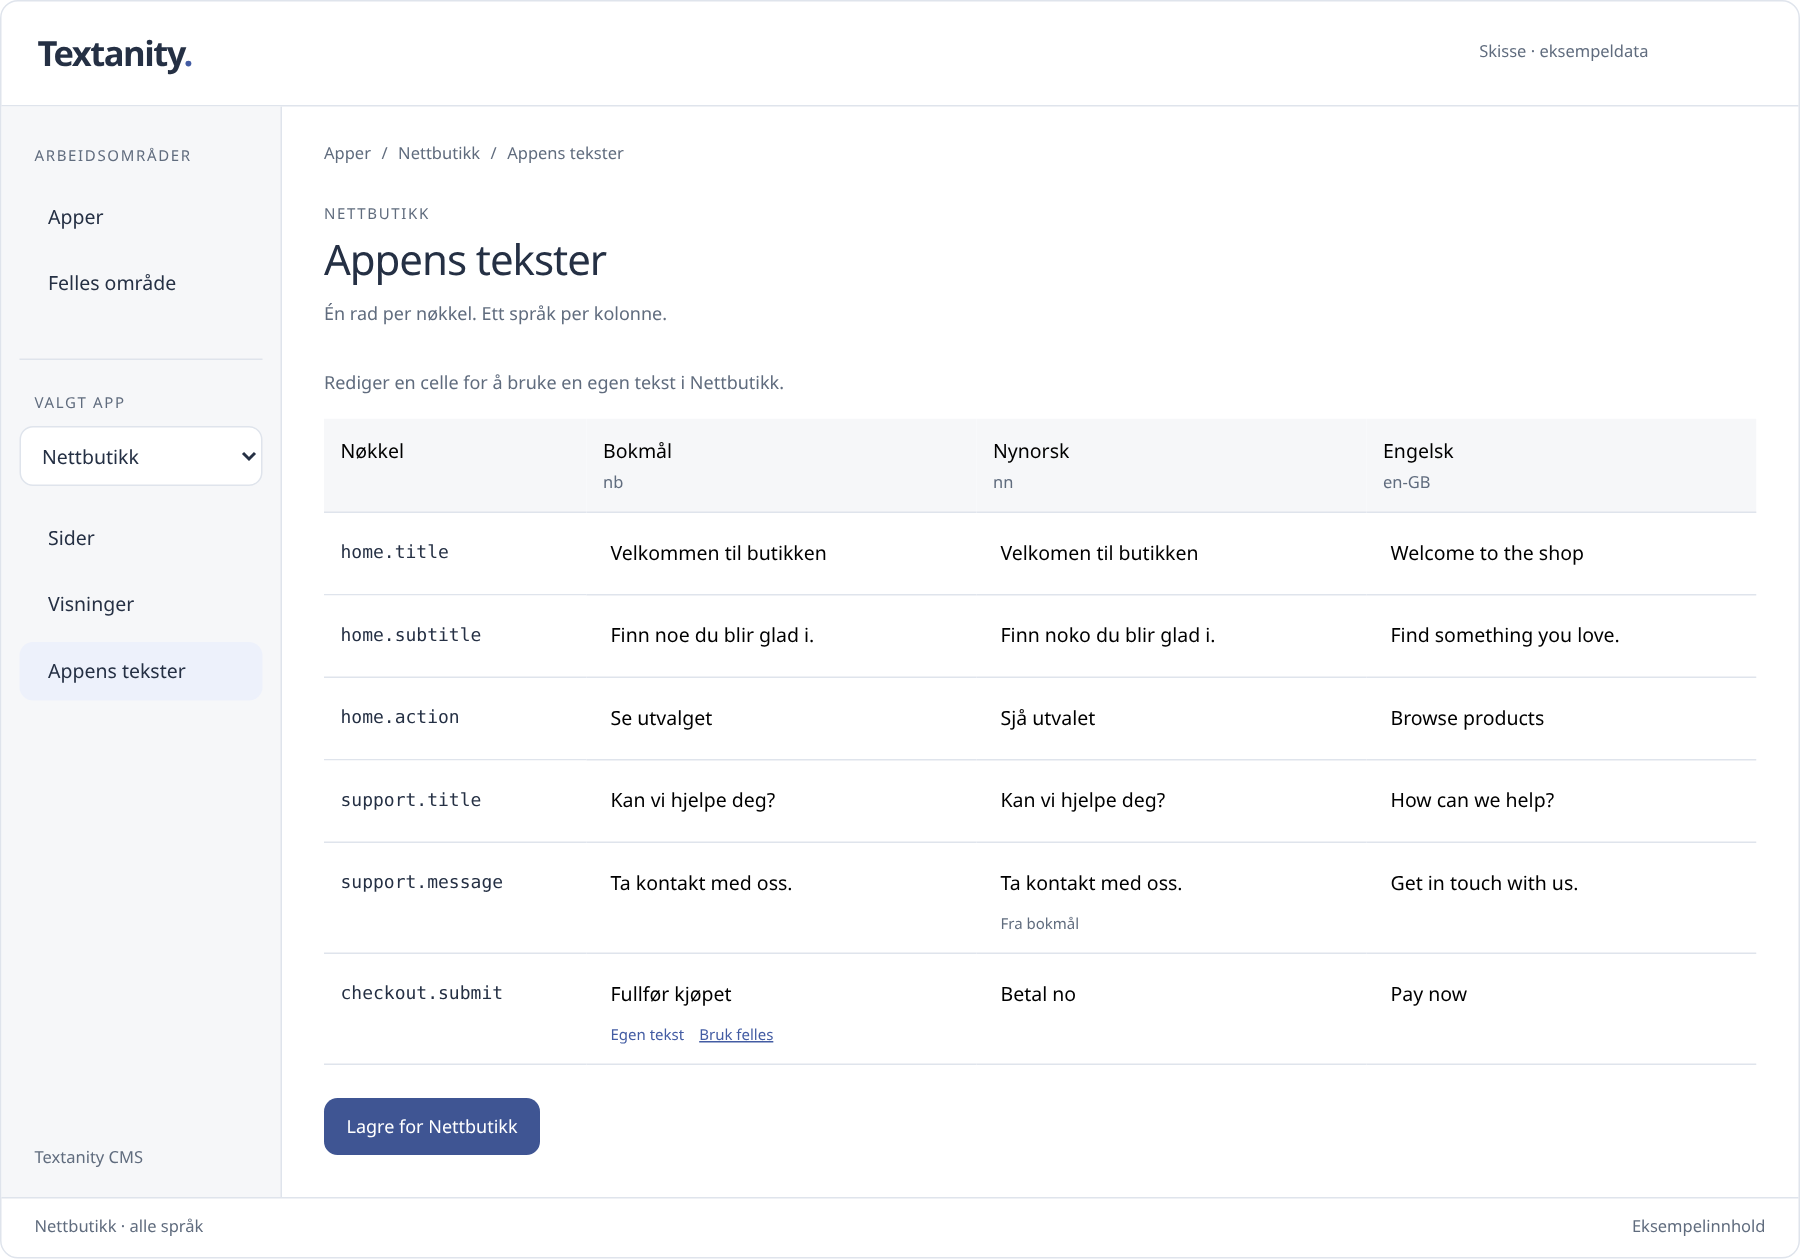 Textanity.
Skisse · eksempeldata
ARBEIDSOMRÅDER
Apper
Felles område
VALGT APP
Nettbutikk
Sider
Visninger
Appens tekster
Textanity CMS
Apper / Nettbutikk / Appens tekster
NETTBUTIKK
Appens tekster
Én rad per nøkkel. Ett språk per kolonne.
Rediger en celle for å bruke en egen tekst i Nettbutikk.
Nøkkel Bokmål Nynorsk Engelsk
nb nn en-GB
home.title Velkommen til butikken Velkomen til butikken Welcome to the shop
home.subtitle Finn noe du blir glad i. Finn noko du blir glad i. Find something you love.
home.action Se utvalget Sjå utvalet Browse products
support.title Kan vi hjelpe deg? Kan vi hjelpe deg? How can we help?
support.message Ta kontakt med oss. Ta kontakt med oss. Get in touch with us.
Fra bokmål
checkout.submit Fullfør kjøpet Betal no Pay now
Egen tekst Bruk felles
Lagre for Nettbutikk
Nettbutikk · alle språk
Eksempelinnhold